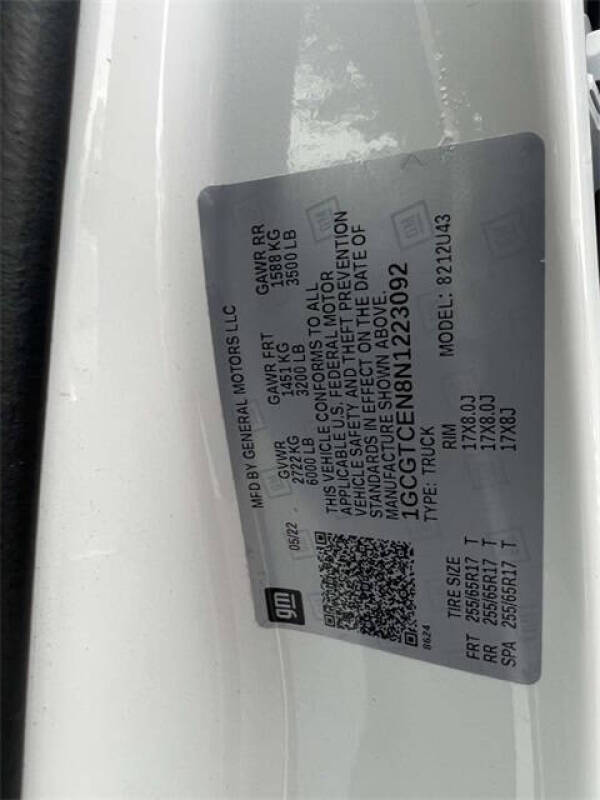 gm
MFD BY GENERAL MOTORS LLC
05/22
GVWR GAWR FRT GAWR RR
2722 KG 1451 KG 1588 KG
6000 LB 3200 LB 3500 LB
THIS VEHICLE CONFORMS TO ALL
APPLICABLE U.S. FEDERAL MOTOR
VEHICLE SAFETY AND THEFT PREVENTION
STANDARDS IN EFFECT ON THE DATE OF
MANUFACTURE SHOWN ABOVE.
1GCGTCEN8N1223092
8624
TYPE: TRUCK MODEL: 8212U43
TIRE SIZE RIM
FRT 255/65R17 T 17X8.0J
RR 255/65R17 T 17X8.0J
SPA 255/65R17 T 17X8J